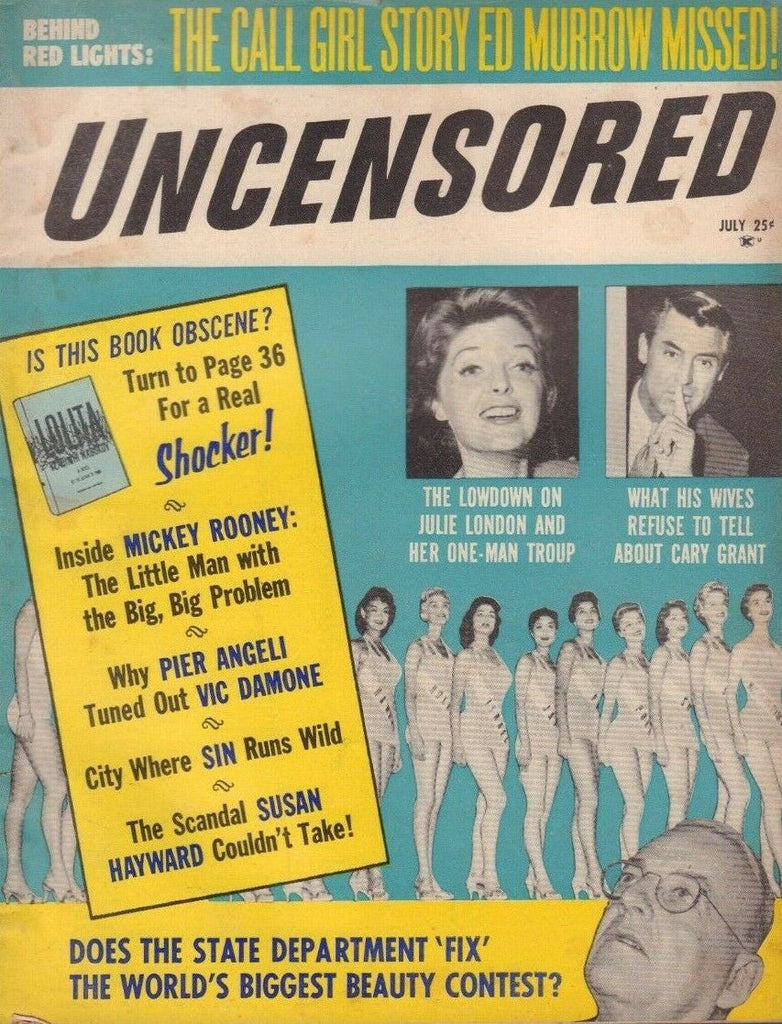 BEHIND
RED LIGHTS:
THE CALL GIRL STORY ED MURROW MISSED!
UNCENSORED
JULY 25¢
IS THIS BOOK OBSCENE?
Turn to Page 36
For a Real
Shocker!
LOLITA
Inside MICKEY ROONEY:
The Little Man with
the Big, Big Problem
Why PIER ANGELI
Tuned Out VIC DAMONE
City Where SIN Runs Wild
The Scandal SUSAN
HAYWARD Couldn't Take!
THE LOWDOWN ON
JULIE LONDON AND
HER ONE-MAN TROUP
WHAT HIS WIVES
REFUSE TO TELL
ABOUT CARY GRANT
DOES THE STATE DEPARTMENT 'FIX'
THE WORLD'S BIGGEST BEAUTY CONTEST?